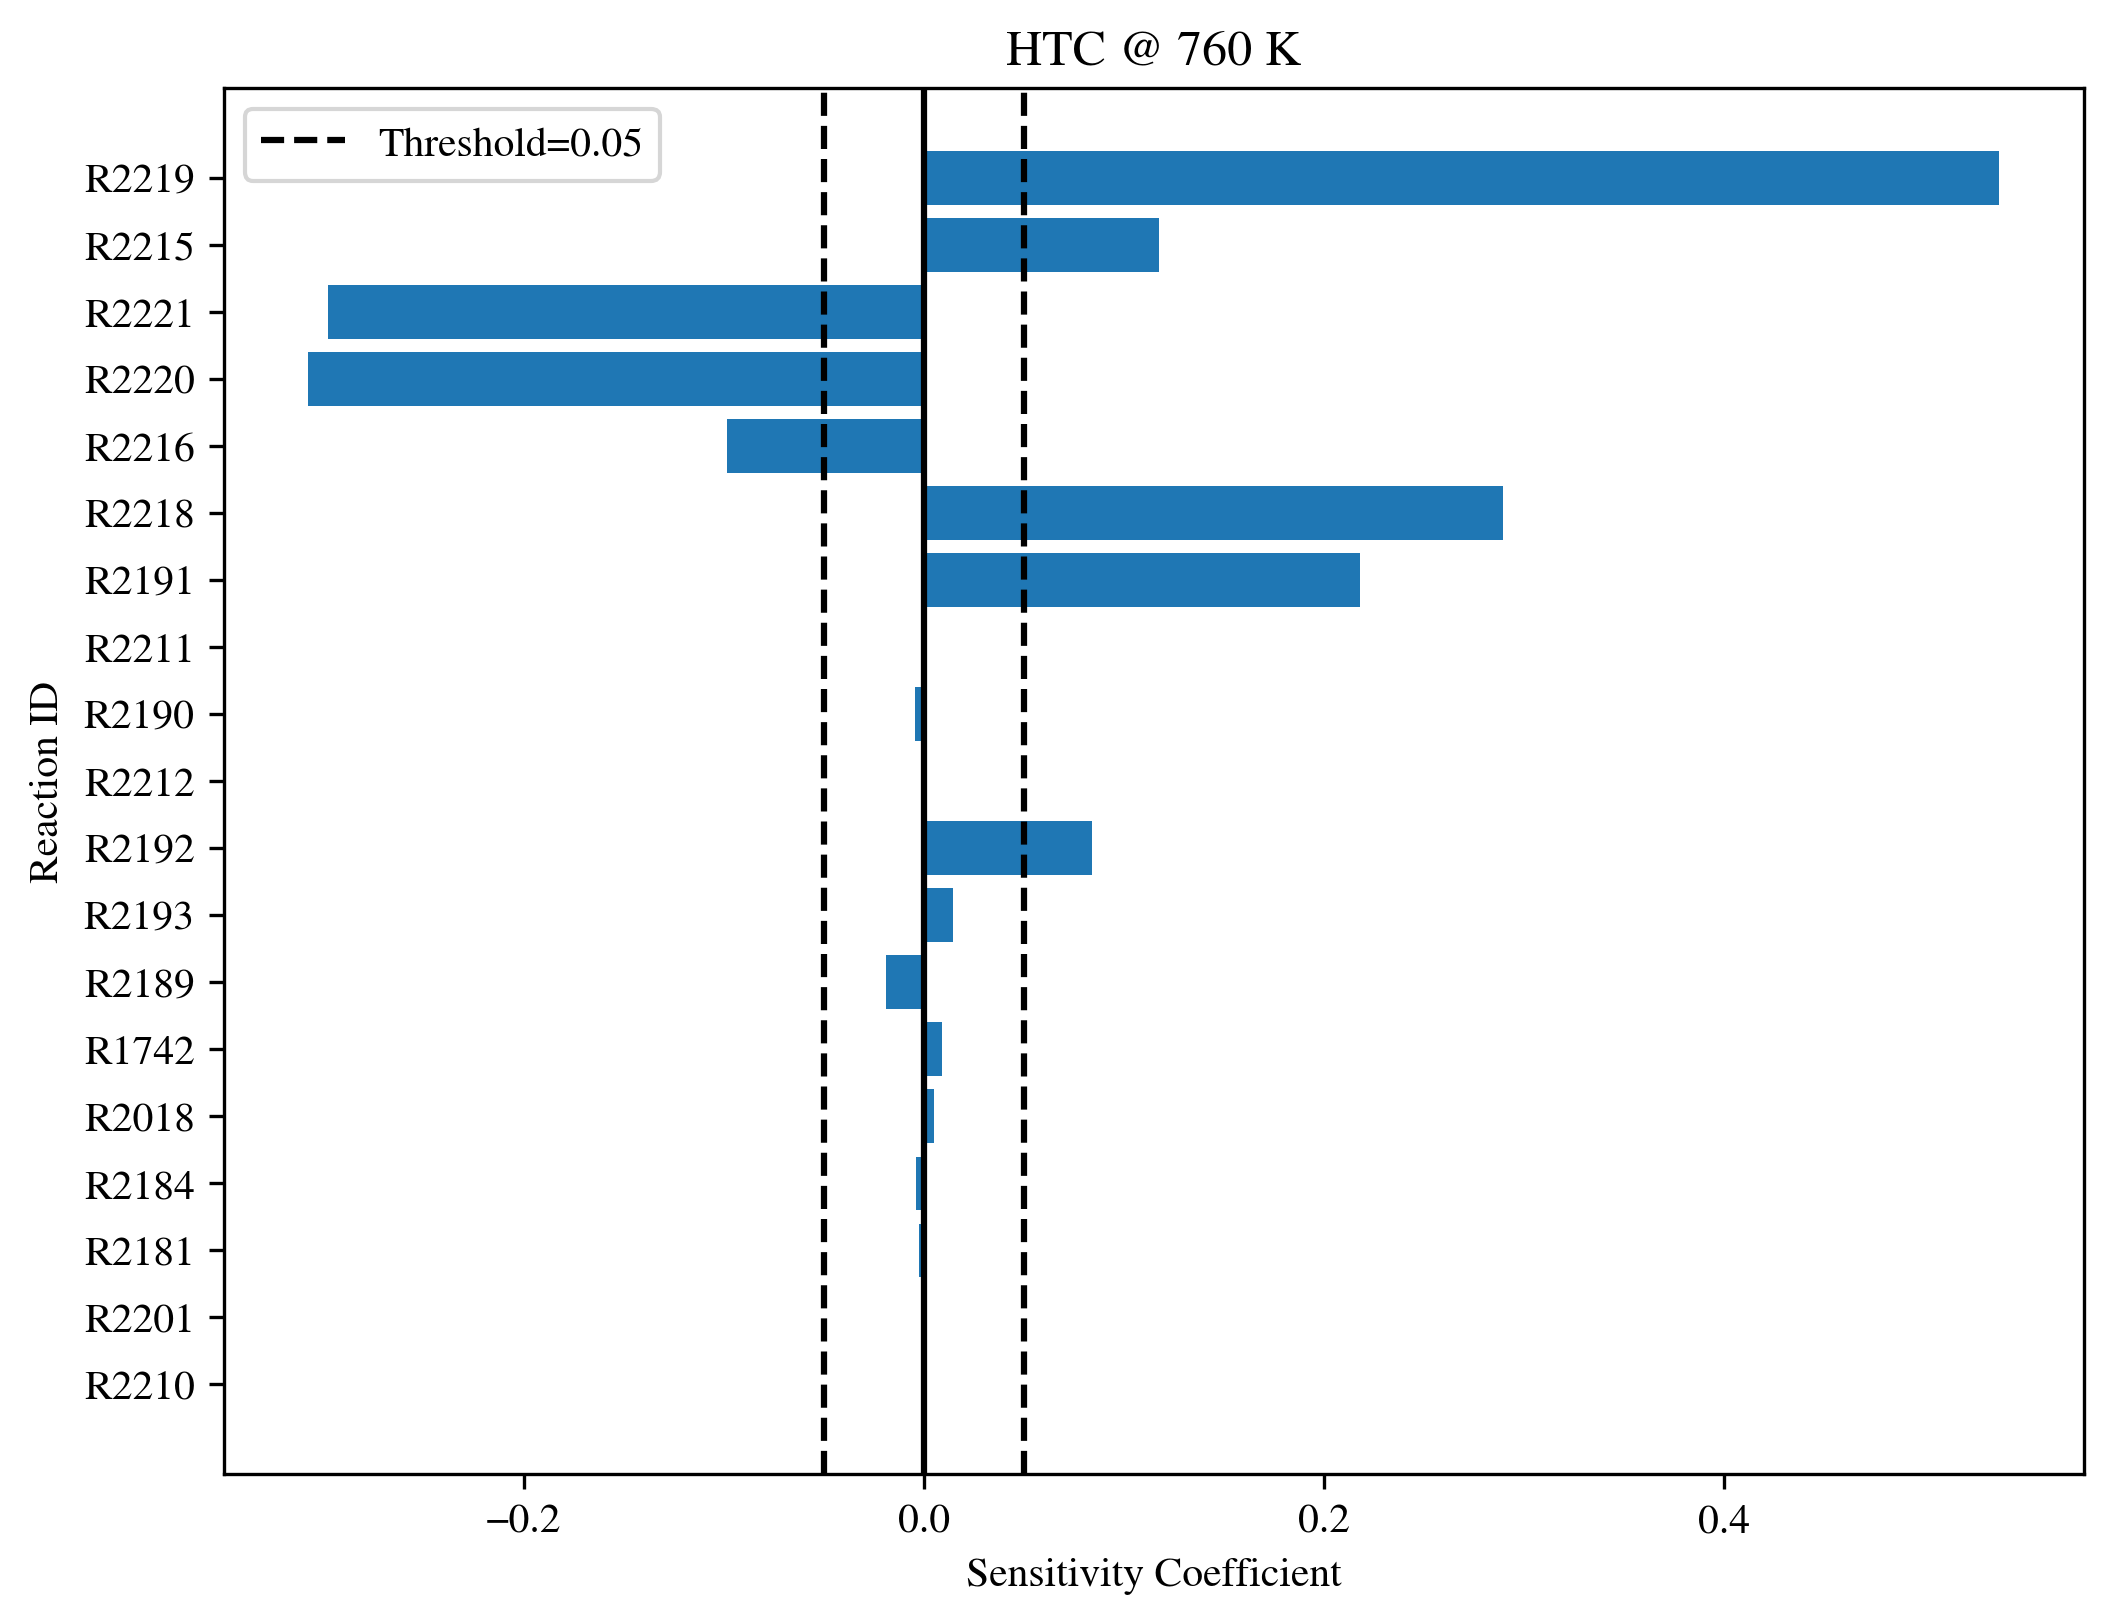 HTC @ 760 K
Threshold=0.05
R2219
R2215
R2221
R2220
R2216
R2218
R2191
R2211
R2190
R2212
R2192
R2193
R2189
R1742
R2018
R2184
R2181
R2201
R2210
Reaction ID
−0.2 0.0 0.2 0.4
Sensitivity Coefficient